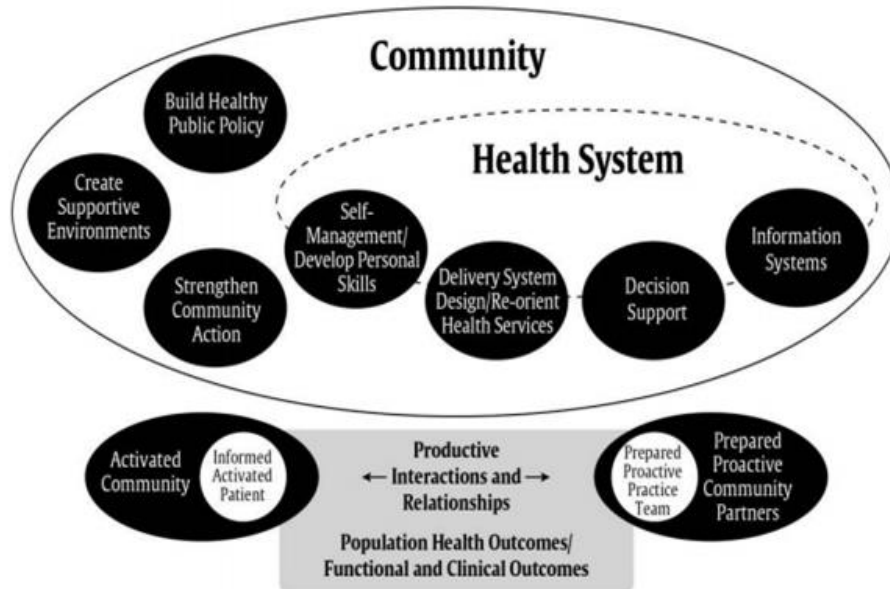 Community
Build Healthy
Public Policy
Health System
Create
Supportive
Environments
Self-
Management/
Develop Personal
Skills
Information
Systems
Strengthen
Community
Action
Delivery System
Design/Re-orient
Health Services
Decision
Support
Activated
Community
Informed
Activated
Patient
Productive
Interactions and
Relationships
Prepared
Proactive
Practice
Team
Prepared
Proactive
Community
Partners
Population Health Outcomes/
Functional and Clinical Outcomes